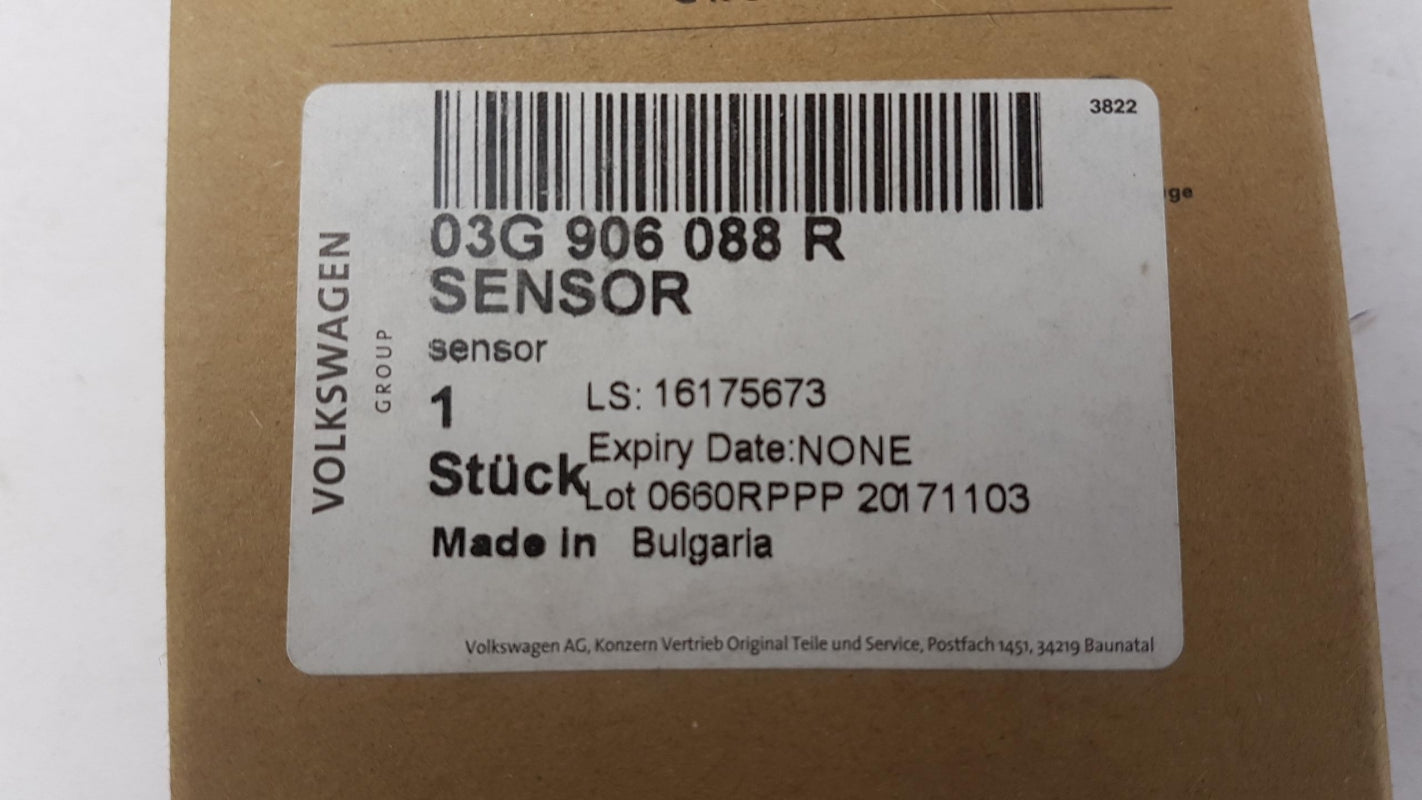 3822
03G 906 088 R
SENSOR
sensor
1
LS: 16175673
Expiry Date:NONE
Stück
Lot 0660RPPP 20171103
Made in Bulgaria
VOLKSWAGEN
GROUP
Volkswagen AG, Konzern Vertrieb Original Teile und Service, Postfach 1451, 34219 Baunatal